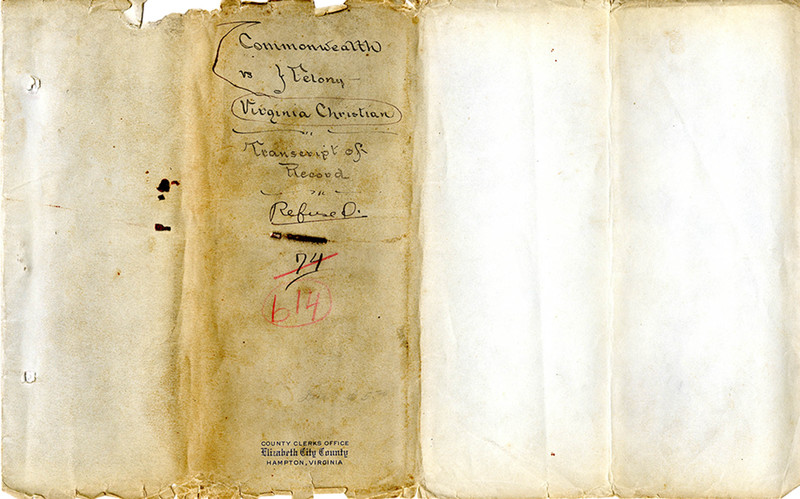 Commonwealth
vs } Felony
Virginia Christian
Transcript of
Record
Refused.
74
614
COUNTY CLERKS OFFICE
Elizabeth City County
HAMPTON, VIRGINIA